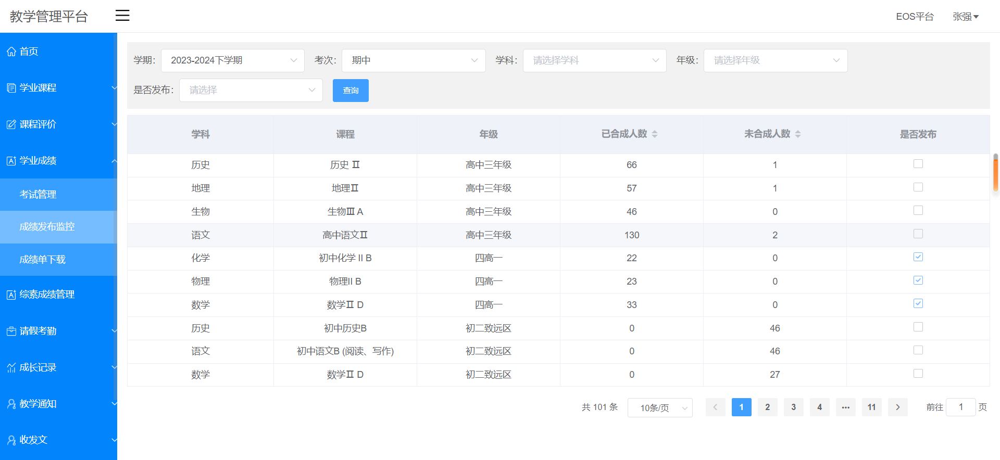 教学管理平台
EOS平台 张强
首页
学业课程
课程评价
学业成绩
考试管理
成绩发布监控
成绩单下载
综素成绩管理
请假考勤
成长记录
教学通知
收发文
学期: 2023-2024下学期 考次: 期中 学科: 请选择学科 年级: 请选择年级
是否发布: 请选择 查询
学科 课程 年级 已合成人数 未合成人数 是否发布
历史 历史 Ⅱ 高中三年级 66 1
地理 地理Ⅱ 高中三年级 57 1
生物 生物Ⅲ A 高中三年级 46 0
语文 高中语文Ⅱ 高中三年级 130 2
化学 初中化学 II B 四高一 22 0
物理 物理II B 四高一 23 0
数学 数学Ⅱ D 四高一 33 0
历史 初中历史B 初二致远区 0 46
语文 初中语文B (阅读、写作) 初二致远区 0 46
数学 数学Ⅱ D 初二致远区 0 27
共 101 条 10条/页 1 2 3 4 ··· 11 前往 1 页